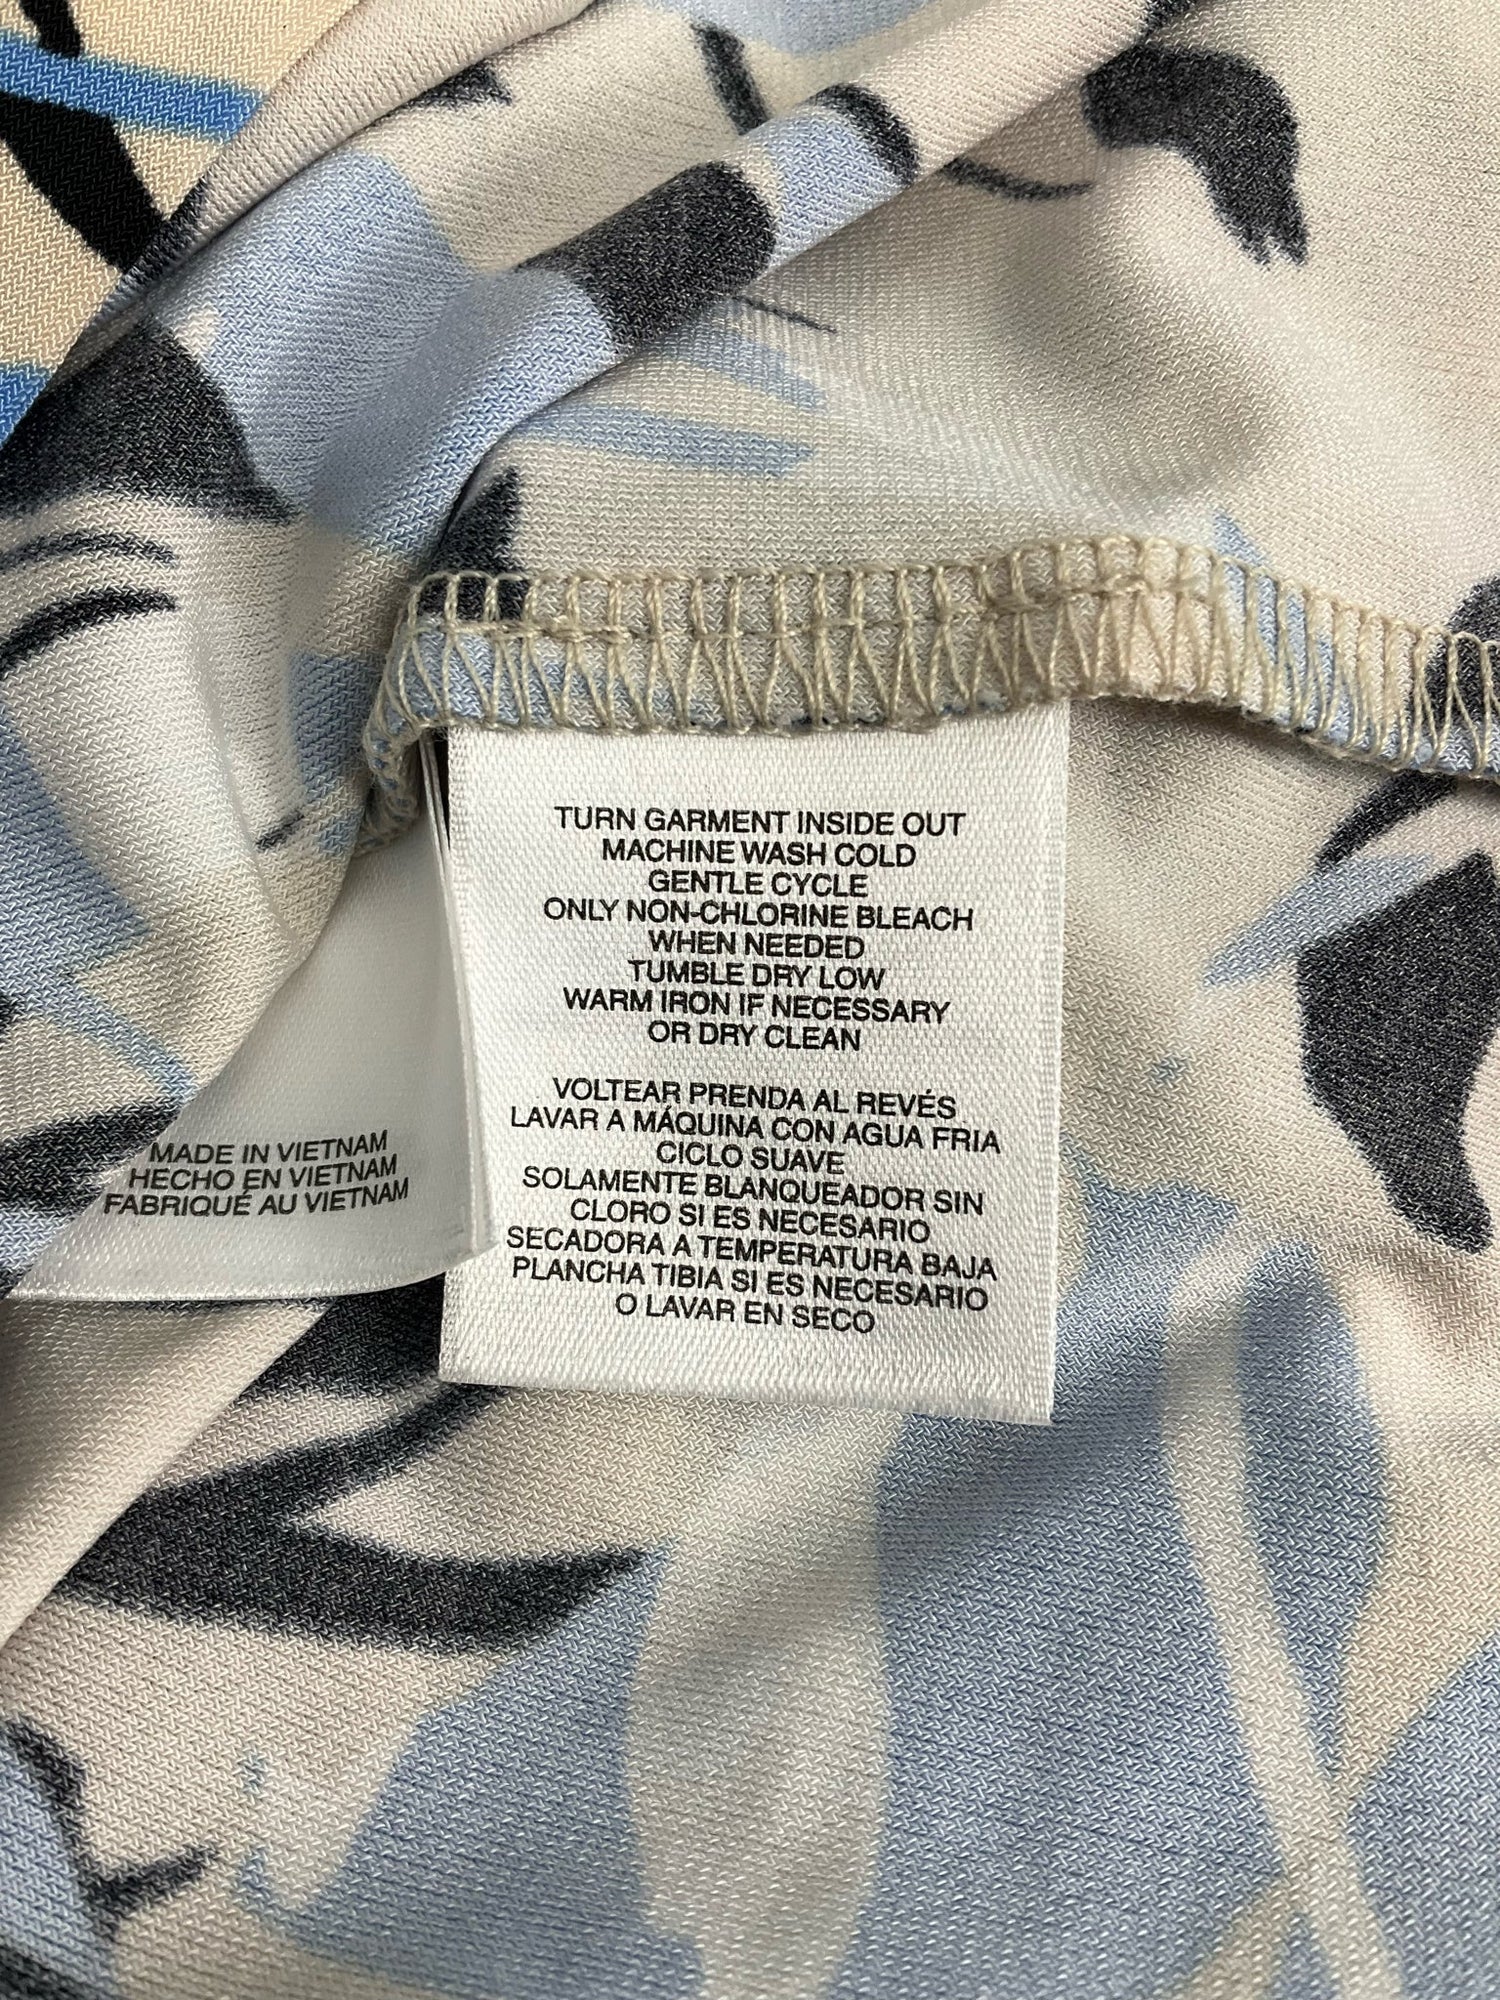 TURN GARMENT INSIDE OUT
MACHINE WASH COLD
GENTLE CYCLE
ONLY NON-CHLORINE BLEACH
WHEN NEEDED
TUMBLE DRY LOW
WARM IRON IF NECESSARY
OR DRY CLEAN
VOLTEAR PRENDA AL REVÉS
LAVAR A MÁQUINA CON AGUA FRIA
CICLO SUAVE
SOLAMENTE BLANQUEADOR SIN
CLORO SI ES NECESARIO
SECADORA A TEMPERATURA BAJA
PLANCHA TIBIA SI ES NECESARIO
O LAVAR EN SECO
MADE IN VIETNAM
HECHO EN VIETNAM
FABRIQUÉ AU VIETNAM